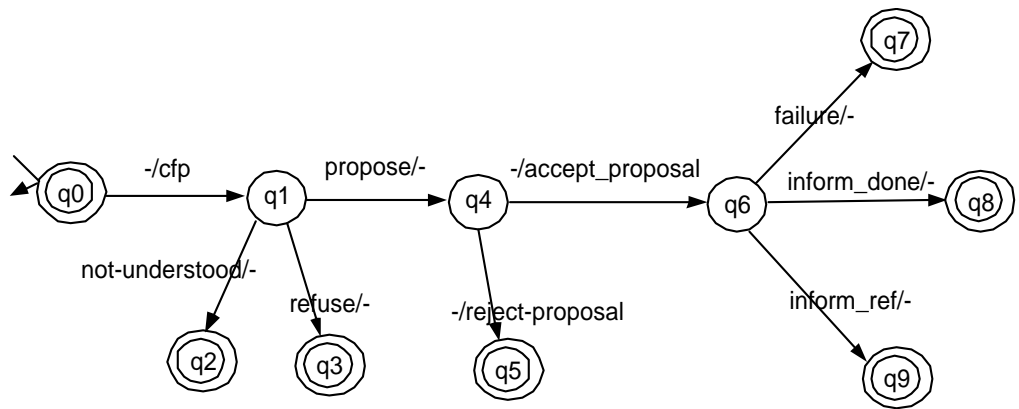 q7
failure/-
-/cfp
propose/-
-/accept_proposal
inform_done/-
q0
q1
q4
q6
q8
not-understood/-
refuse/-
-/reject-proposal
inform_ref/-
q2
q3
q5
q9